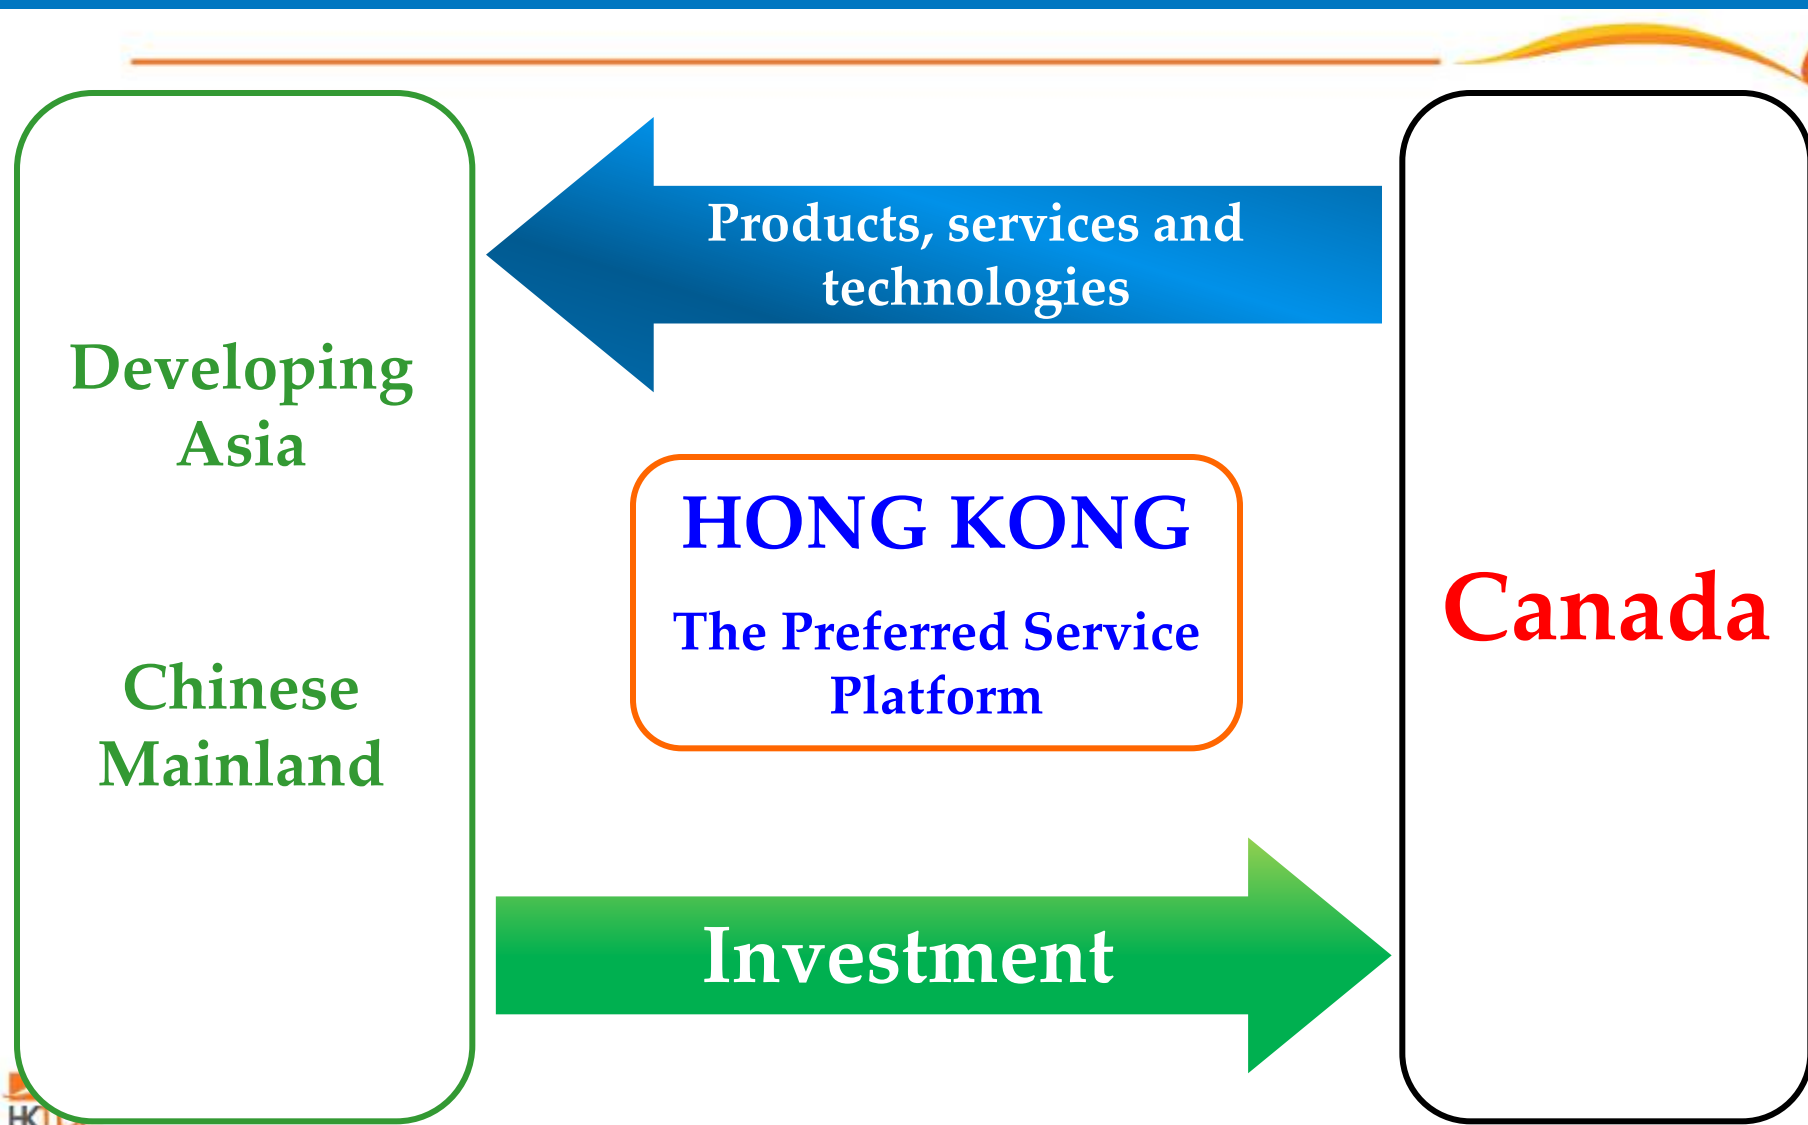 Products, services and
technologies
Developing
Asia
Chinese
Mainland
HONG KONG
The Preferred Service
Platform
Canada
Investment